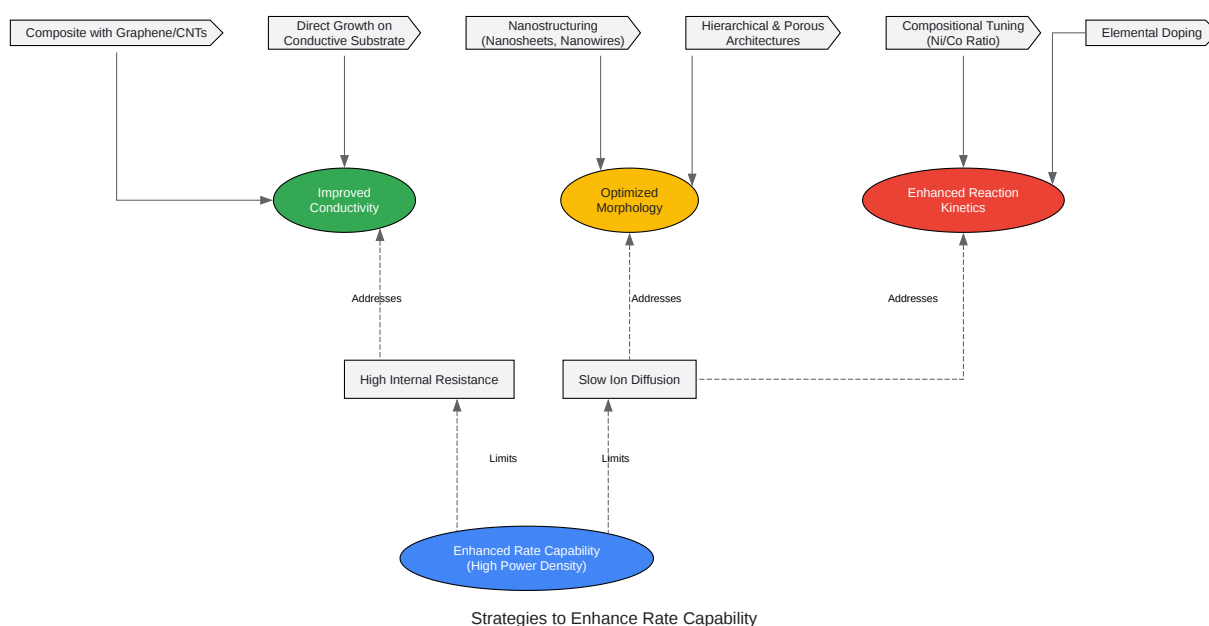 Composite with Graphene/CNTs
Direct Growth on
Conductive Substrate
Nanostructuring
(Nanosheets, Nanowires)
Hierarchical & Porous
Architectures
Compositional Tuning
(Ni/Co Ratio)
Elemental Doping
Improved
Conductivity
Optimized
Morphology
Enhanced Reaction
Kinetics
Addresses
Addresses
Addresses
High Internal Resistance
Slow Ion Diffusion
Limits
Limits
Enhanced Rate Capability
(High Power Density)
Strategies to Enhance Rate Capability